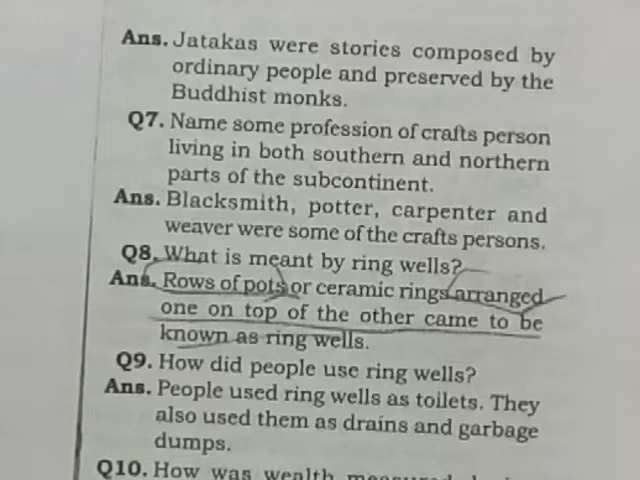 Ans. Jatakas were stories composed by
ordinary people and preserved by the
Buddhist monks.
Q7. Name some profession of crafts person
living in both southern and northern
parts of the subcontinent.
Ans. Blacksmith, potter, carpenter and
weaver were some of the crafts persons.
Q8. What is meant by ring wells?
Ans. Rows of pots or ceramic rings arranged
one on top of the other came to be
known as ring wells.
Q9. How did people use ring wells?
Ans. People used ring wells as toilets. They
also used them as drains and garbage
dumps.
Q10. How was wealth measured